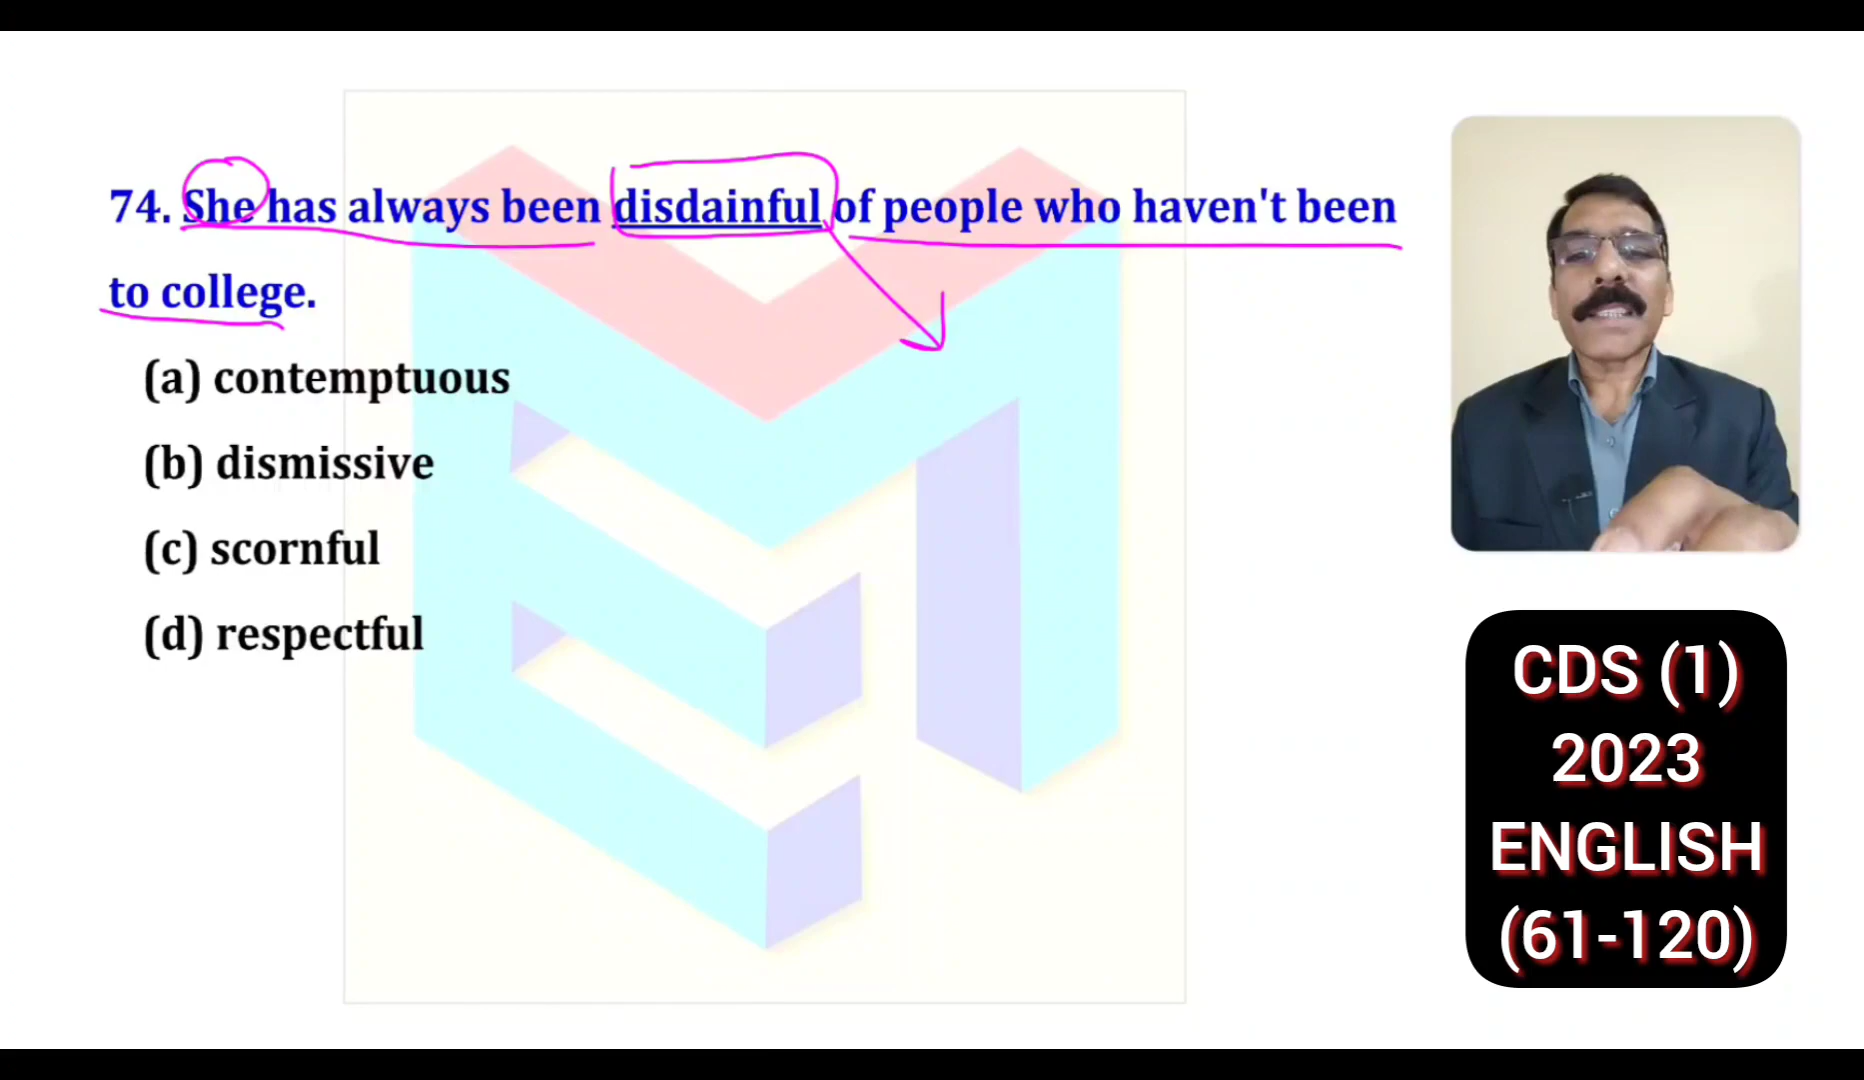 74. She has always been disdainful of people who haven't been
to college.
(a) contemptuous
(b) dismissive
(c) scornful
(d) respectful
CDS (1)
2023
ENGLISH
(61-120)